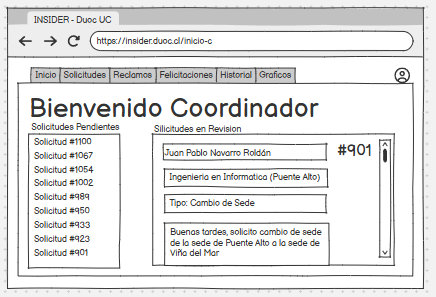 INSIDER - Duoc UC
https://insider.duoc.cl/inicio-c
Inicio Solicitudes Reclamos Felicitaciones Historial Graficos
Bienvenido Coordinador
Solicitudes Pendientes
Solicitud #1100
Solicitud #1067
Solicitud #1054
Solicitud #1002
Solicitud #989
Solicitud #950
Solicitud #933
Solicitud #923
Solicitud #901
Silicitudes en Revision
Juan Pablo Navarro Roldán
#901
Ingenieria en Informatica (Puente Alto)
Tipo: Cambio de Sede
Buenas tardes, solicito cambio de sede
de la sede de Puente Alto a la sede de
Viña del Mar